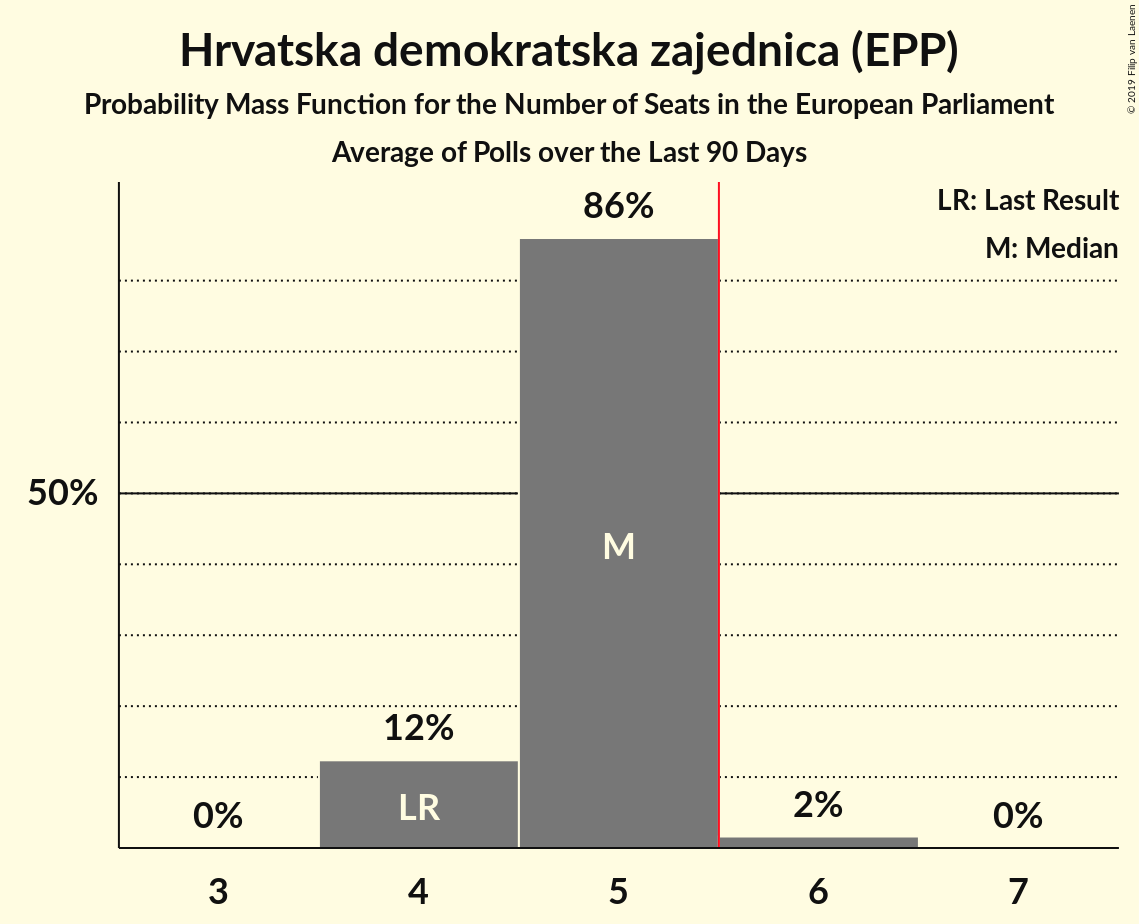 Hrvatska demokratska zajednica (EPP)
Probability Mass Function for the Number of Seats in the European Parliament
Average of Polls over the Last 90 Days
© 2019 Filip van Laenen
LR: Last Result
M: Median
86%
50%
M
12%
LR
0%
2%
0%
3 4 5 6 7